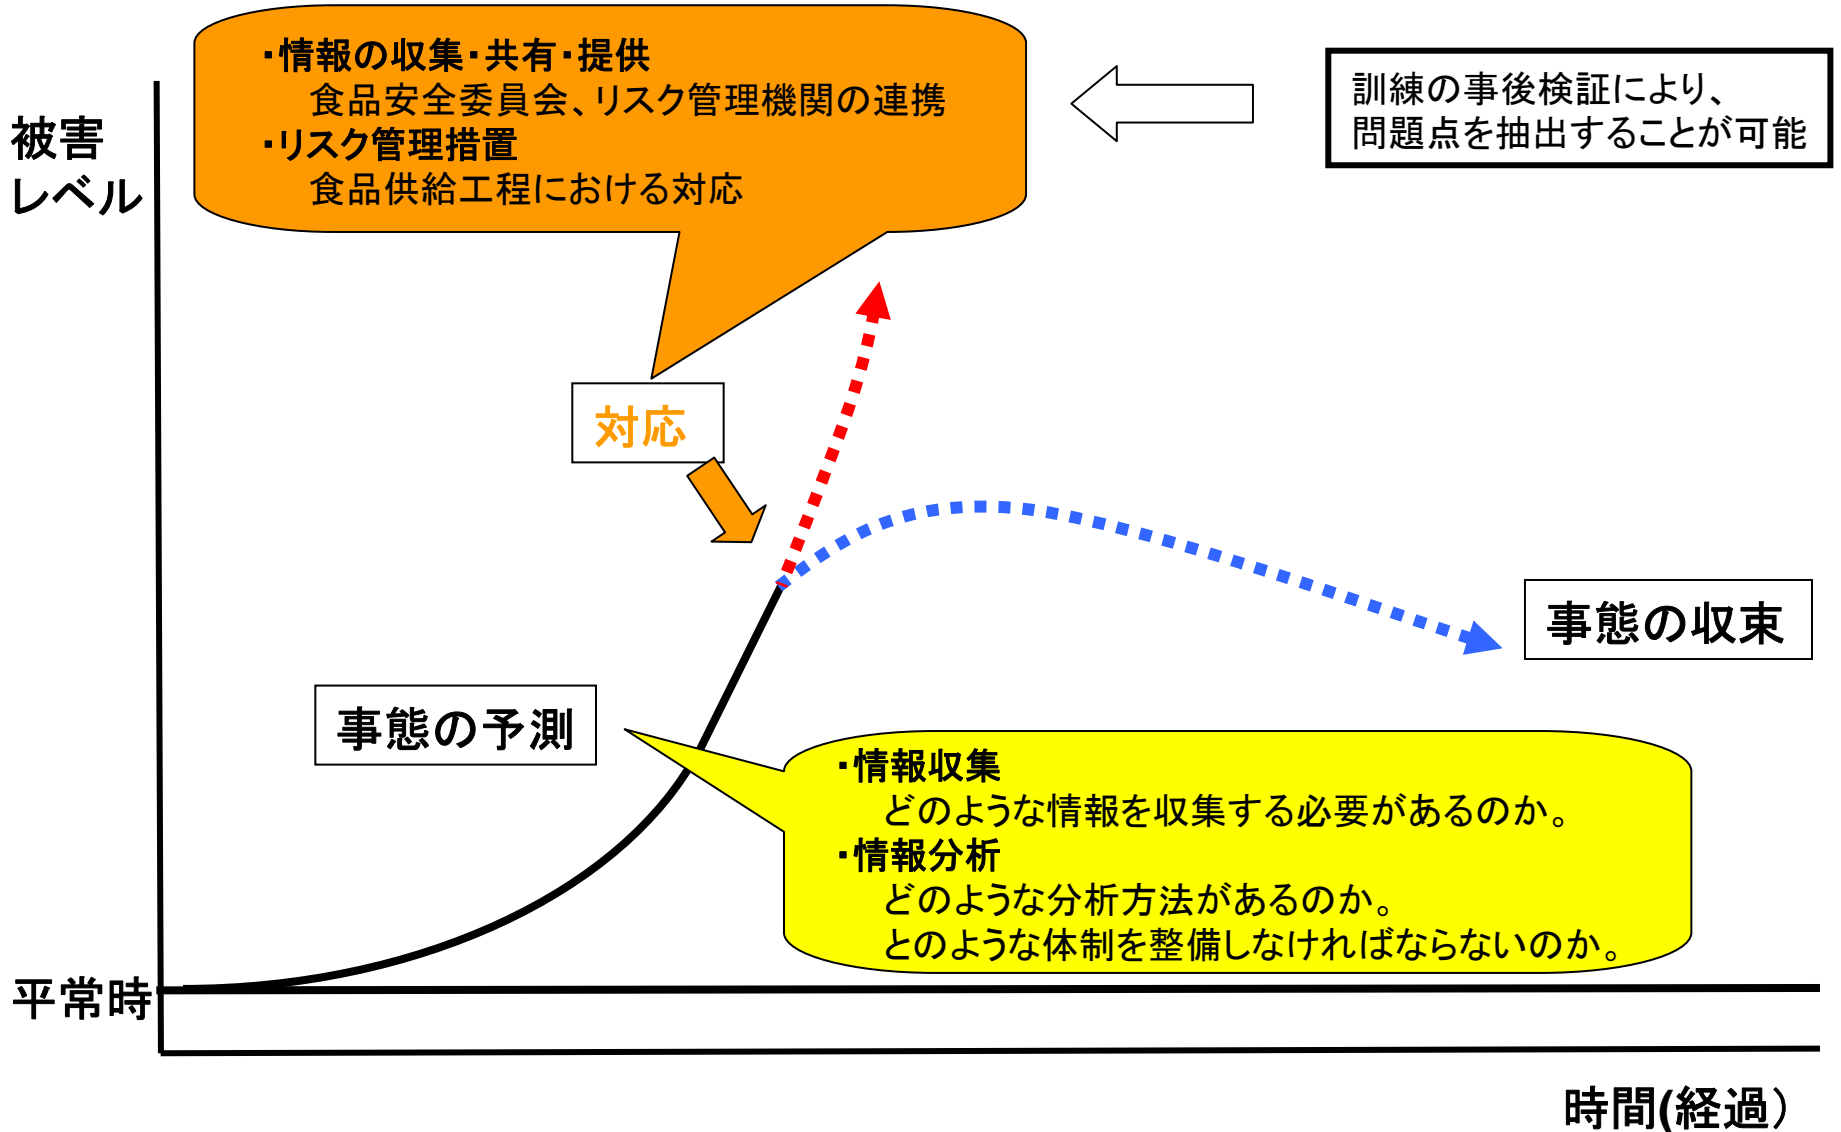 ・情報の収集・共有・提供
食品安全委員会、リスク管理機関の連携
・リスク管理措置
食品供給工程における対応
訓練の事後検証により、
問題点を抽出することが可能
被害
レベル
対応
事態の収束
事態の予測
・情報収集
どのような情報を収集する必要があるのか。
・情報分析
どのような分析方法があるのか。
とのような体制を整備しなければならないのか。
平常時
時間(経過）